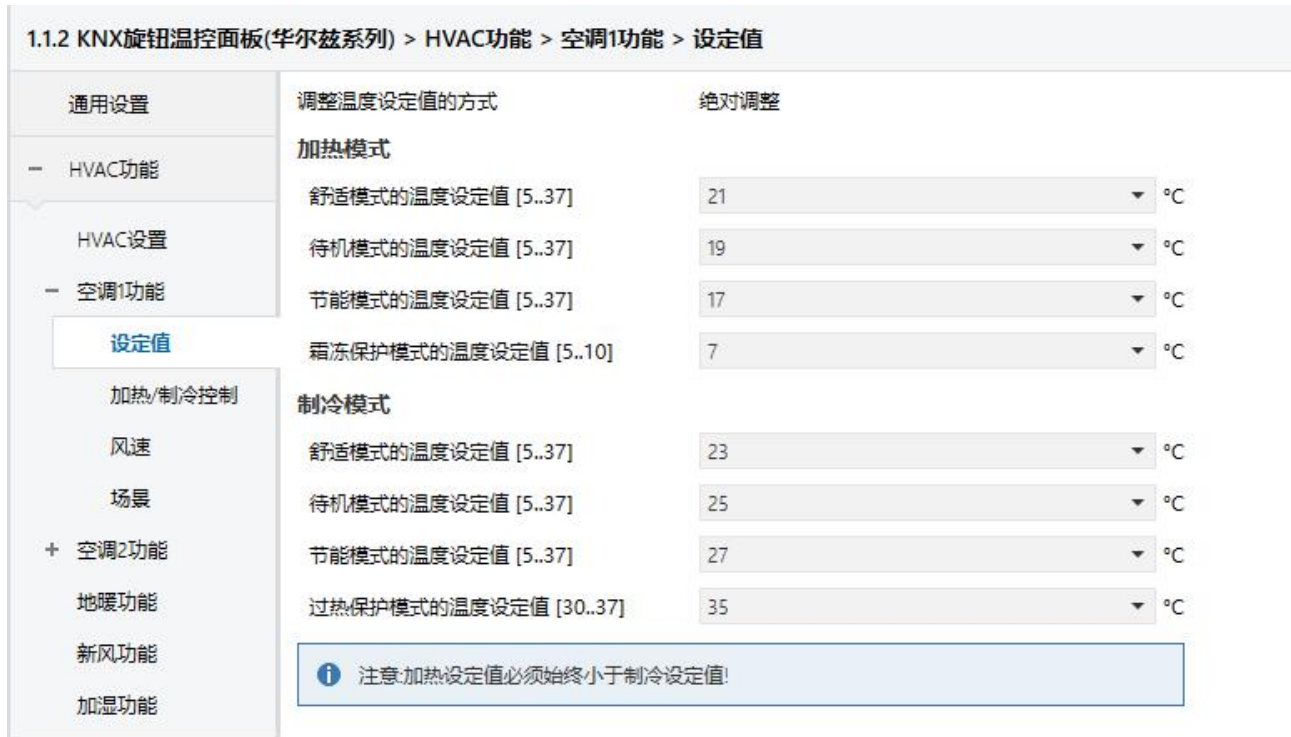 1.1.2 KNX旋钮温控面板(华尔兹系列) > HVAC功能 > 空调1功能 > 设定值
通用设置
调整温度设定值的方式 绝对调整
加热模式
− HVAC功能
舒适模式的温度设定值 [5..37] 21 °C
HVAC设置
待机模式的温度设定值 [5..37] 19 °C
− 空调1功能
节能模式的温度设定值 [5..37] 17 °C
设定值
霜冻保护模式的温度设定值 [5..10] 7 °C
加热/制冷控制
制冷模式
风速
舒适模式的温度设定值 [5..37] 23 °C
场景
待机模式的温度设定值 [5..37] 25 °C
+ 空调2功能
节能模式的温度设定值 [5..37] 27 °C
地暖功能
过热保护模式的温度设定值 [30..37] 35 °C
新风功能
注意:加热设定值必须始终小于制冷设定值!
加湿功能